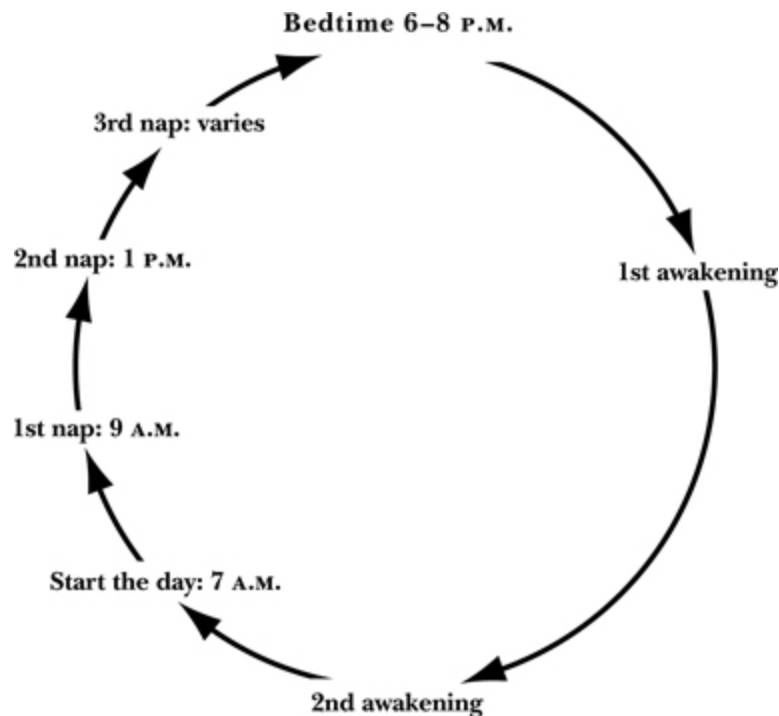 Bedtime 6–8 P.M.
1st awakening
2nd awakening
Start the day: 7 A.M.
1st nap: 9 A.M.
2nd nap: 1 P.M.
3rd nap: varies